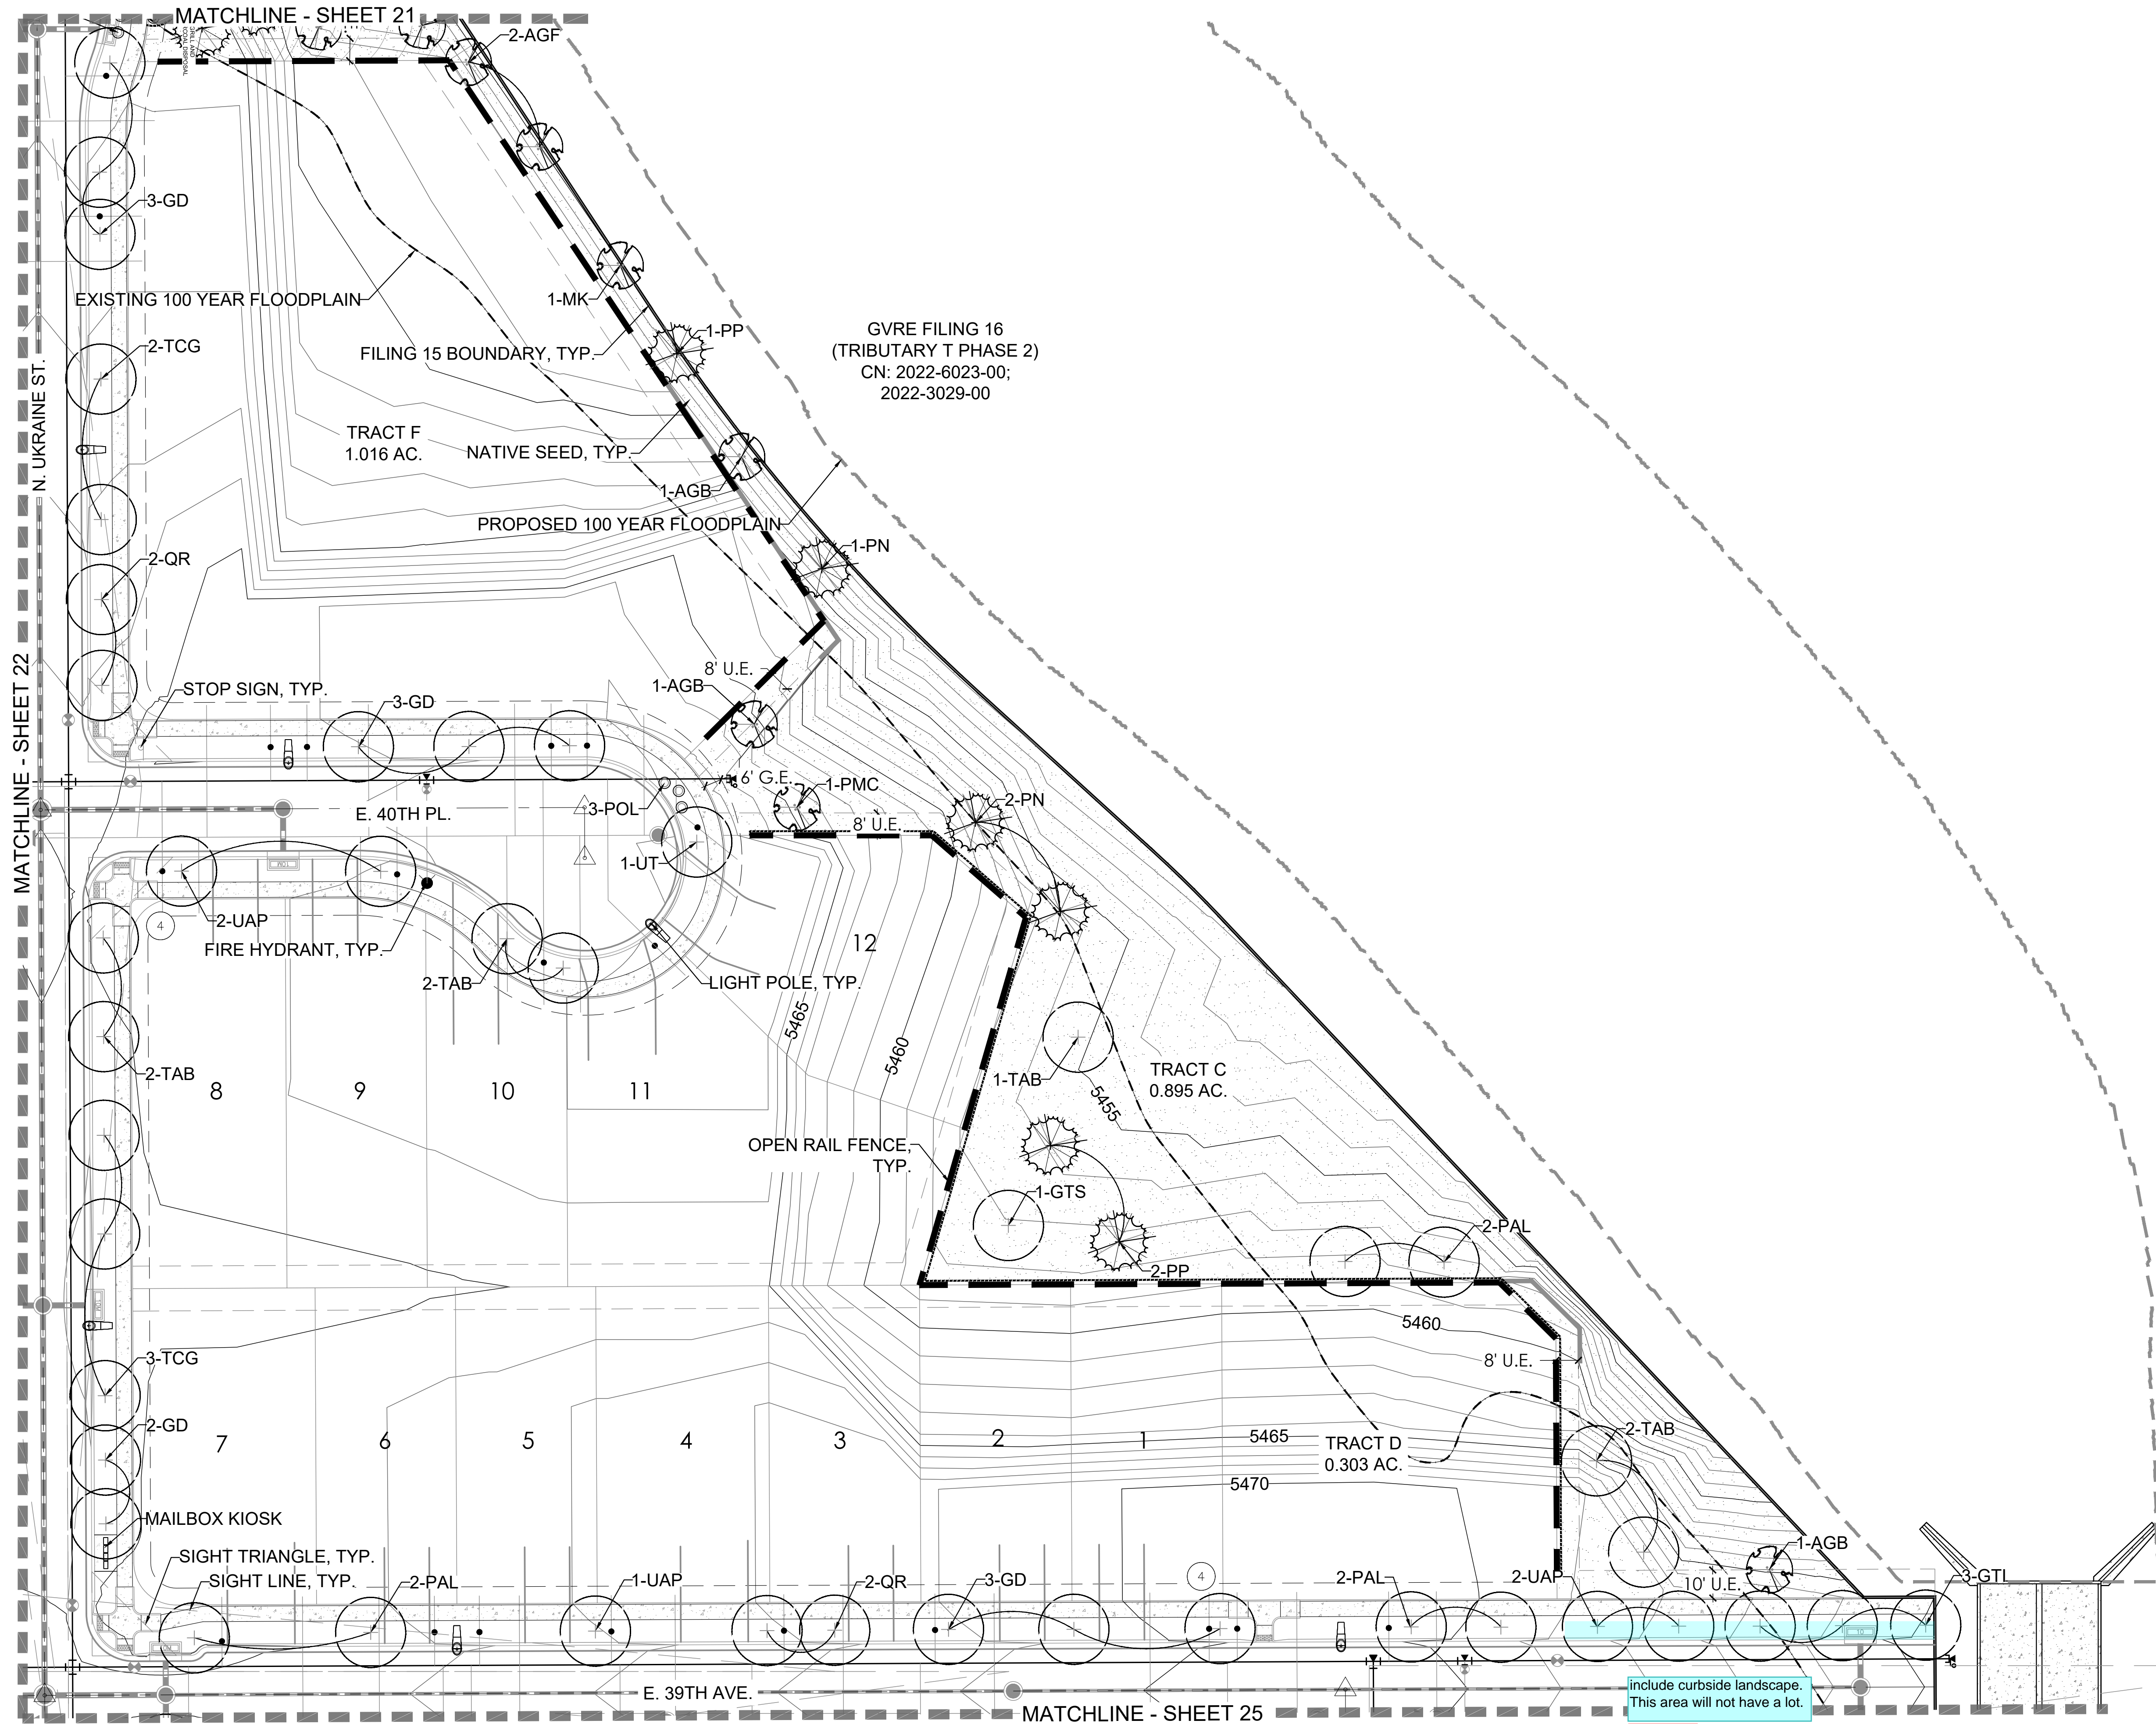 MATCHLINE - SHEET 21
2-AGF
3-GD
EXISTING 100 YEAR FLOODPLAIN
1-MK
1-PP
GVRE FILING 16
(TRIBUTARY T PHASE 2)
CN: 2022-6023-00;
2022-3029-00
2-TCG
FILING 15 BOUNDARY, TYP.
N. UKRAINE ST.
TRACT F
1.016 AC.
NATIVE SEED, TYP.
1-AGB
PROPOSED 100 YEAR FLOODPLAIN
1-PN
2-QR
MATCHLINE - SHEET 22
STOP SIGN, TYP.
8' U.E.
1-AGB
3-GD
6' G.E.
1-PMC
2-PN
3-POL
E. 40TH PL.
8' U.E.
1-UT
2-UAP
4
FIRE HYDRANT, TYP.
12
2-TAB
LIGHT POLE, TYP.
5465
5460
2-TAB
8
9
10
11
1-TAB
TRACT C
0.895 AC.
5455
OPEN RAIL FENCE,
TYP.
1-GTS
2-PAL
2-PP
5460
8' U.E.
3-TCG
2-GD
7
6
5
4
3
2
1
5465
TRACT D
0.303 AC.
2-TAB
5470
MAILBOX KIOSK
SIGHT TRIANGLE, TYP.
SIGHT LINE, TYP.
2-PAL
1-UAP
2-QR
3-GD
4
2-PAL
2-UAP
10' U.E.
1-AGB
3-GTL
E. 39TH AVE.
include curbside landscape.
This area will not have a lot.
MATCHLINE - SHEET 25